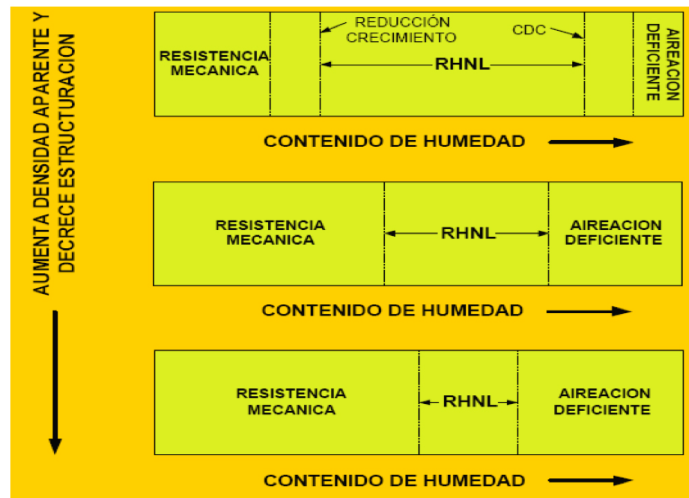 AUMENTA DENSIDAD APARENTE Y
DECRECE ESTRUCTURACION
RESISTENCIA
MECANICA
REDUCCIÓN
CRECIMIENTO
CDC
RHNL
AIREACION
DEFICIENTE
CONTENIDO DE HUMEDAD
RESISTENCIA
MECANICA
RHNL
AIREACION
DEFICIENTE
CONTENIDO DE HUMEDAD
RESISTENCIA
MECANICA
RHNL
AIREACION
DEFICIENTE
CONTENIDO DE HUMEDAD